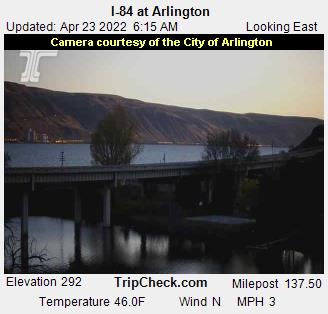 I-84 at Arlington
Updated: Apr 23 2022 6:15 AM Looking East
Camera courtesy of the City of Arlington
Elevation 292 TripCheck.com Milepost 137.50
Temperature 46.0F Wind N MPH 3